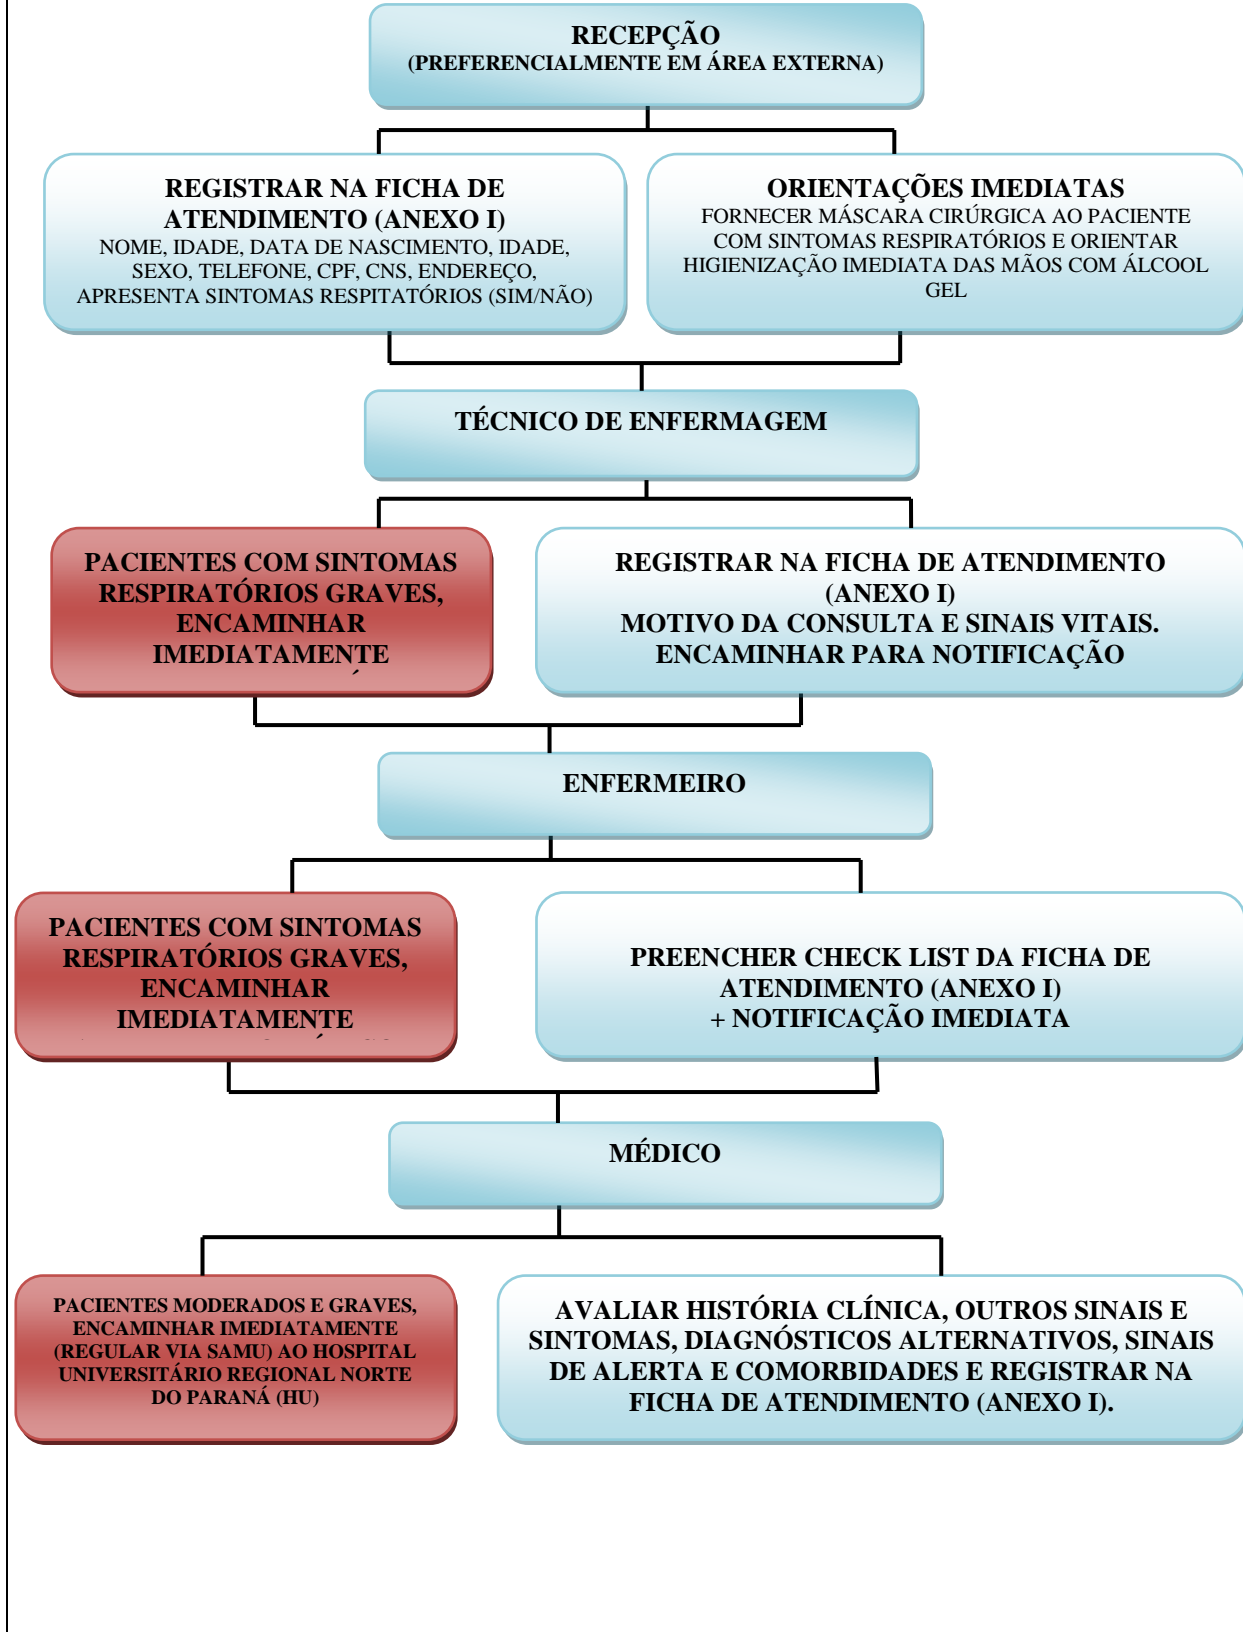 RECEPÇÃO
(PREFERENCIALMENTE EM ÁREA EXTERNA)
REGISTRAR NA FICHA DE
ATENDIMENTO (ANEXO I)
NOME, IDADE, DATA DE NASCIMENTO, IDADE,
SEXO, TELEFONE, CPF, CNS, ENDEREÇO,
APRESENTA SINTOMAS RESPITATÓRIOS (SIM/NÃO)
ORIENTAÇÕES IMEDIATAS
FORNECER MÁSCARA CIRÚRGICA AO PACIENTE
COM SINTOMAS RESPIRATÓRIOS E ORIENTAR
HIGIENIZAÇÃO IMEDIATA DAS MÃOS COM ÁLCOOL
GEL
TÉCNICO DE ENFERMAGEM
PACIENTES COM SINTOMAS
RESPIRATÓRIOS GRAVES,
ENCAMINHAR
IMEDIATAMENTE
REGISTRAR NA FICHA DE ATENDIMENTO
(ANEXO I)
MOTIVO DA CONSULTA E SINAIS VITAIS.
ENCAMINHAR PARA NOTIFICAÇÃO
ENFERMEIRO
PACIENTES COM SINTOMAS
RESPIRATÓRIOS GRAVES,
ENCAMINHAR
IMEDIATAMENTE
PREENCHER CHECK LIST DA FICHA DE
ATENDIMENTO (ANEXO I)
+ NOTIFICAÇÃO IMEDIATA
MÉDICO
PACIENTES MODERADOS E GRAVES,
ENCAMINHAR IMEDIATAMENTE
(REGULAR VIA SAMU) AO HOSPITAL
UNIVERSITÁRIO REGIONAL NORTE
DO PARANÁ (HU)
AVALIAR HISTÓRIA CLÍNICA, OUTROS SINAIS E
SINTOMAS, DIAGNÓSTICOS ALTERNATIVOS, SINAIS
DE ALERTA E COMORBIDADES E REGISTRAR NA
FICHA DE ATENDIMENTO (ANEXO I).